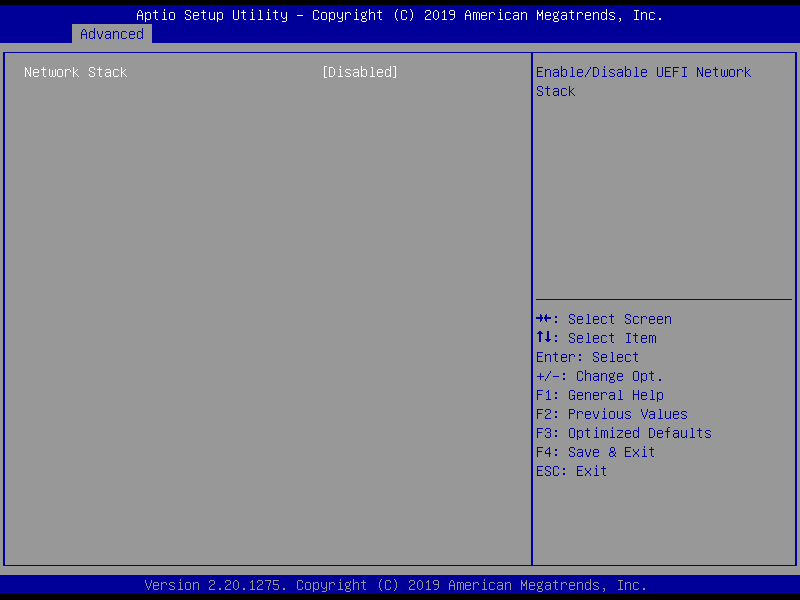 Aptio Setup Utility – Copyright (C) 2019 American Megatrends, Inc.
Advanced
Network Stack [Disabled]
Enable/Disable UEFI Network
Stack
→←: Select Screen
↑↓: Select Item
Enter: Select
+/-: Change Opt.
F1: General Help
F2: Previous Values
F3: Optimized Defaults
F4: Save & Exit
ESC: Exit
Version 2.20.1275. Copyright (C) 2019 American Megatrends, Inc.